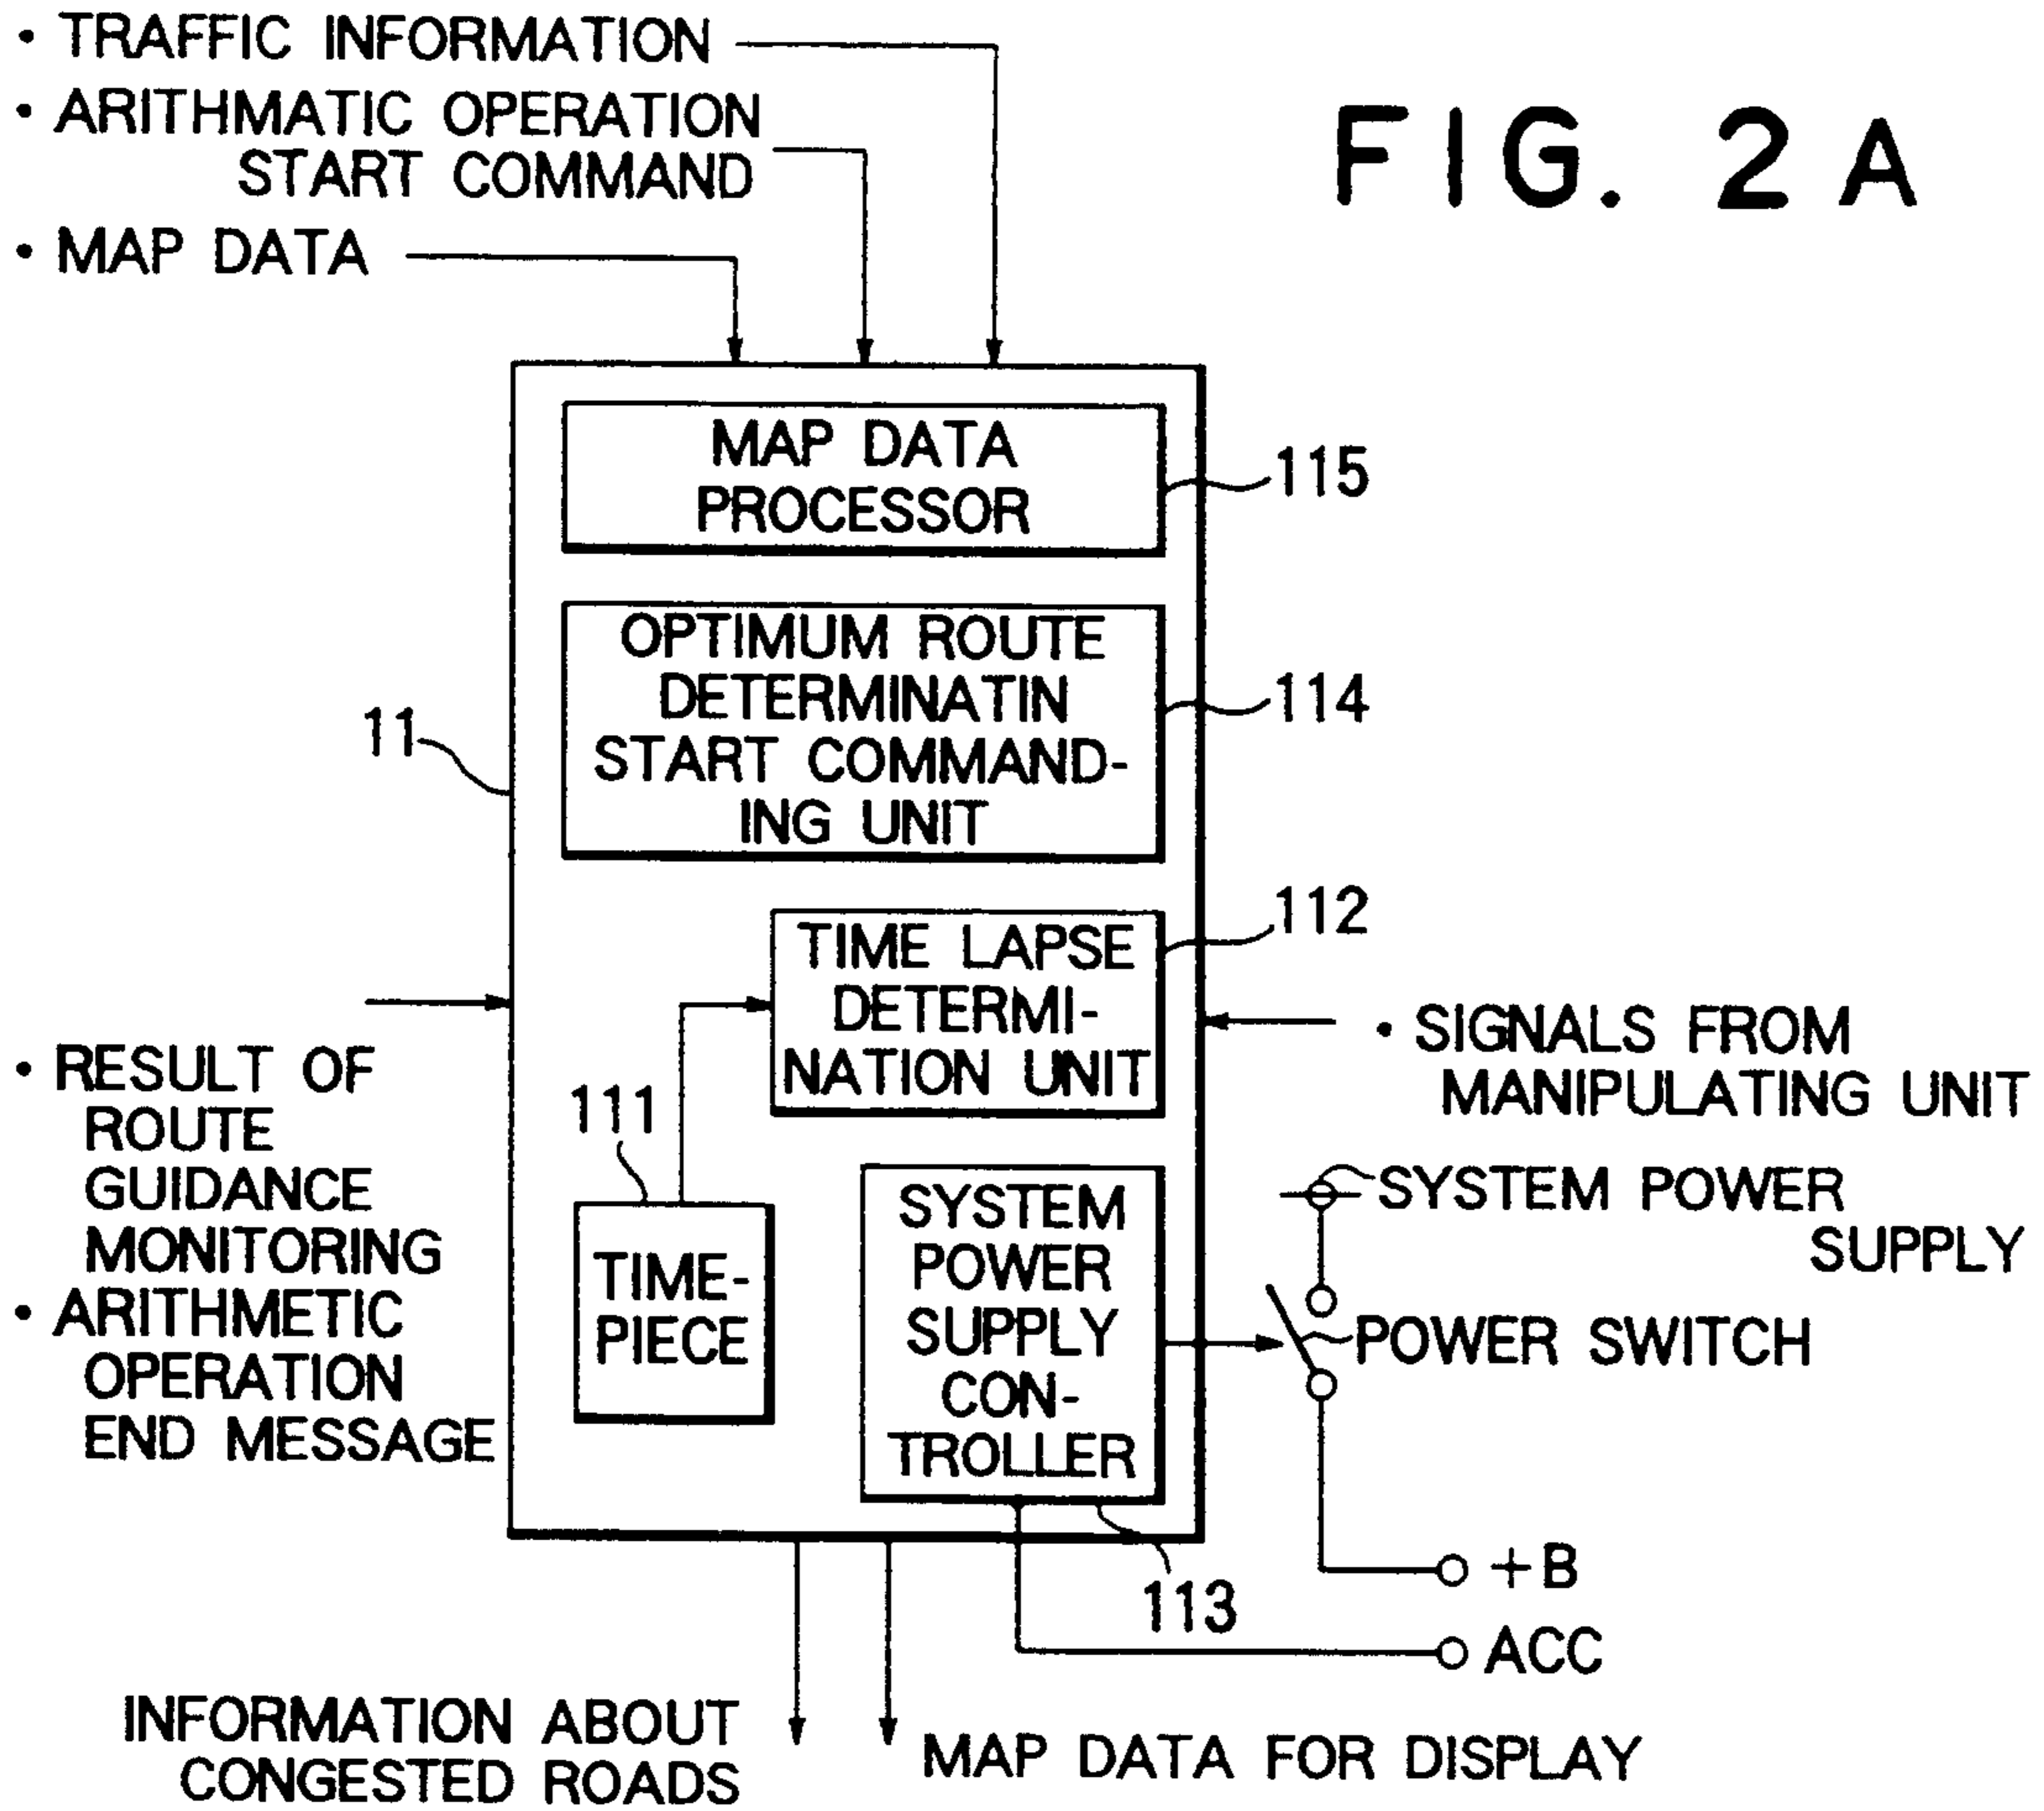 • TRAFFIC INFORMATION
• ARITHMATIC OPERATION
START COMMAND
• MAP DATA
FIG. 2A
MAP DATA
PROCESSOR
115
OPTIMUM ROUTE
DETERMINATIN
START COMMAND-
ING UNIT
114
11
TIME LAPSE
DETERMI-
NATION UNIT
112
• RESULT OF
ROUTE
GUIDANCE
MONITORING
• ARITHMETIC
OPERATION
END MESSAGE
• SIGNALS FROM
MANIPULATING UNIT
111
TIME-
PIECE
SYSTEM
POWER
SUPPLY
CON-
TROLLER
113
SYSTEM POWER
SUPPLY
POWER SWITCH
+B
ACC
INFORMATION ABOUT
CONGESTED ROADS
MAP DATA FOR DISPLAY